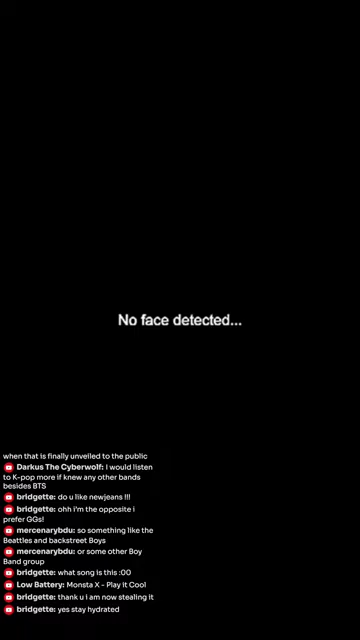 No face detected...
when that is finally unveiled to the public
Darkus The Cyberwolf: I would listen
to K-pop more if knew any other bands
besides BTS
bridgette: do u like newjeans !!!
bridgette: ohh i'm the opposite i
prefer GGs!
mercenarybdu: so something like the
Beattles and backstreet Boys
mercenarybdu: or some other Boy
Band group
bridgette: what song is this :00
Low Battery: Monsta X - Play it Cool
bridgette: thank u i am now stealing it
bridgette: yes stay hydrated